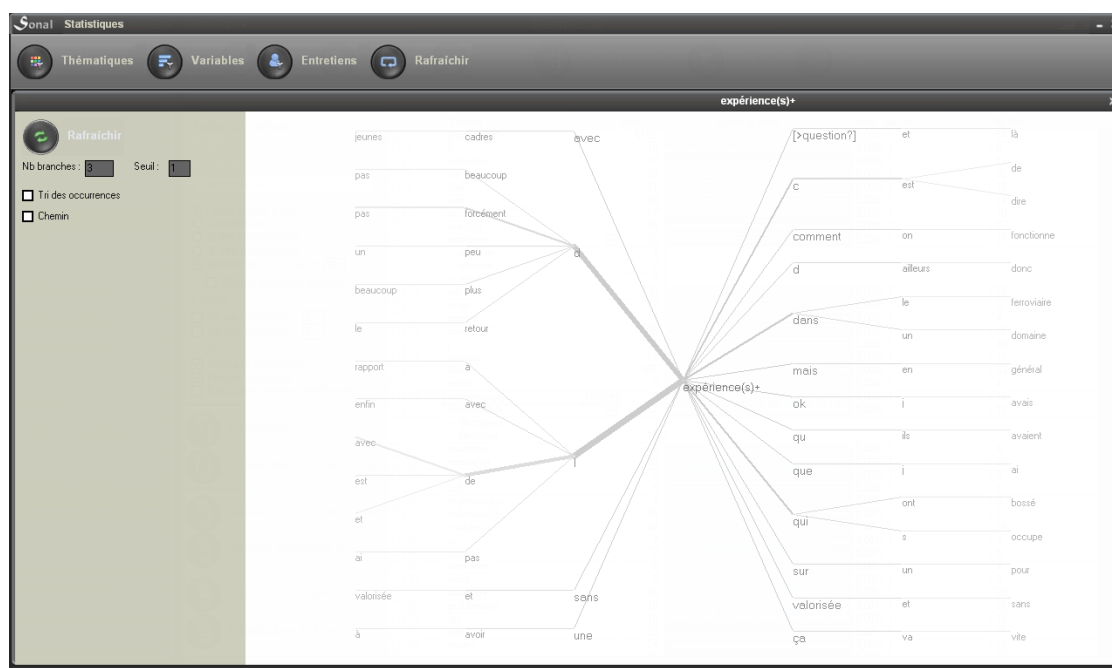 Sonal Statistiques
Thématiques Variables Entretiens Rafraichir
expérience(s)+
Rafraichir
Nb branches : 3 Seuil : 1
Tri des occurrences
Chemin
jeunes cadres avec [>question?] et là
pas beaucoup c est de
dire
pas forcément
un peu d comment on fonctionne
d ailleurs donc
beaucoup plus
le retour dans le ferroviaire
un domaine
rapport a mais en général
expérience(s)+
enfin avec ok i avais
avec qu ils avaient
est de l que i ai
et qui ont bossé
s occupe
ai pas sur un pour
valorisée et sans valorisée et sans
à avoir une ça va vite